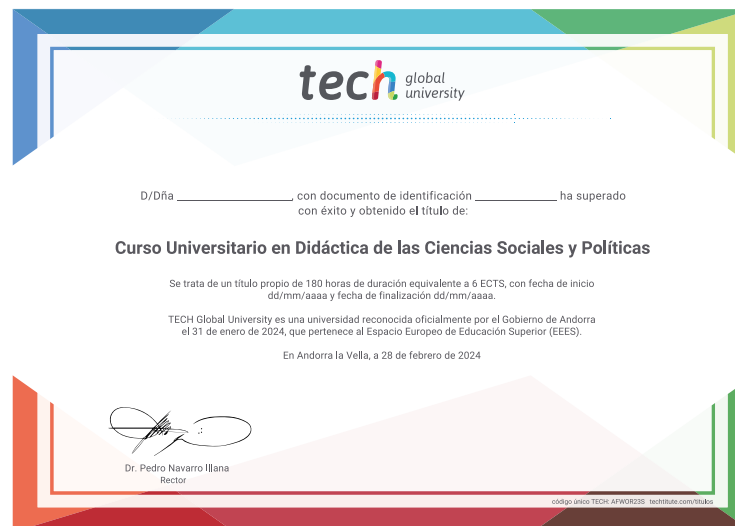 tech global university
D/Dña ____________________, con documento de identificación ______________ ha superado
con éxito y obtenido el título de:
Curso Universitario en Didáctica de las Ciencias Sociales y Políticas
Se trata de un título propio de 180 horas de duración equivalente a 6 ECTS, con fecha de inicio
dd/mm/aaaa y fecha de finalización dd/mm/aaaa.
TECH Global University es una universidad reconocida oficialmente por el Gobierno de Andorra
el 31 de enero de 2024, que pertenece al Espacio Europeo de Educación Superior (EEES).
En Andorra la Vella, a 28 de febrero de 2024
Dr. Pedro Navarro Illana
Rector
código único TECH: AFWOR23S techtitute.com/titulos